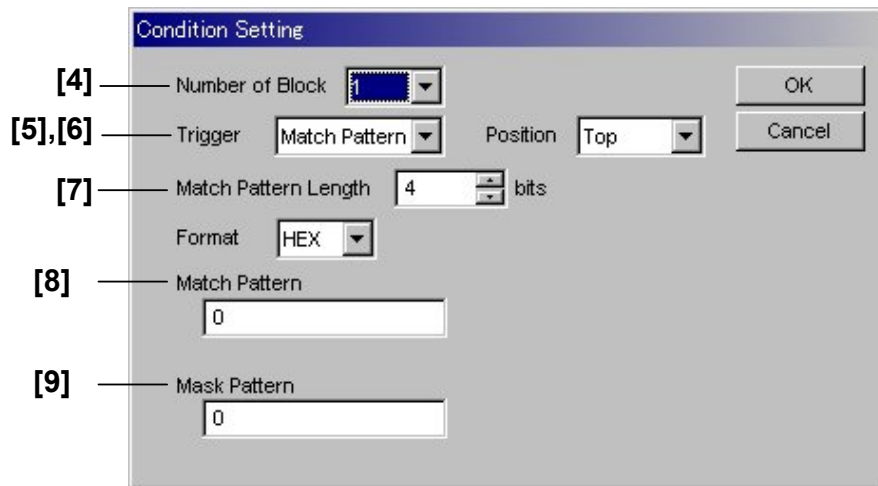 Condition Setting
[4] Number of Block 1 OK
[5],[6] Trigger Match Pattern Position Top Cancel
[7] Match Pattern Length 4 bits
Format HEX
[8] Match Pattern
0
[9] Mask Pattern
0